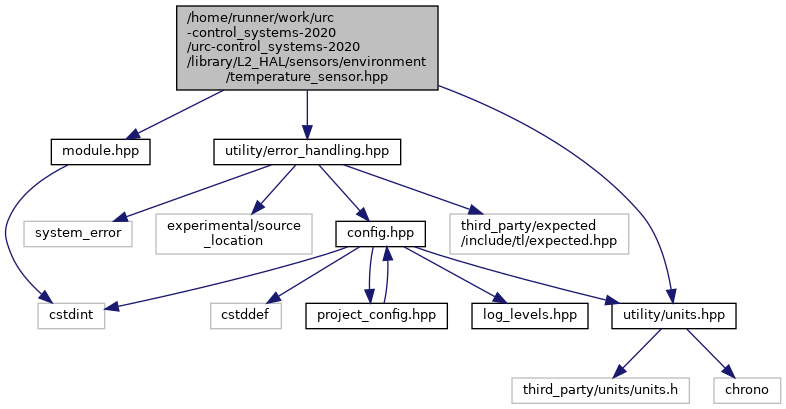 /home/runner/work/urc
-control_systems-2020
/urc-control_systems-2020
/library/L2_HAL/sensors/environment
/temperature_sensor.hpp
module.hpp
utility/error_handling.hpp
system_error
experimental/source
_location
config.hpp
third_party/expected
/include/tl/expected.hpp
cstdint
cstddef
project_config.hpp
log_levels.hpp
utility/units.hpp
third_party/units/units.h
chrono